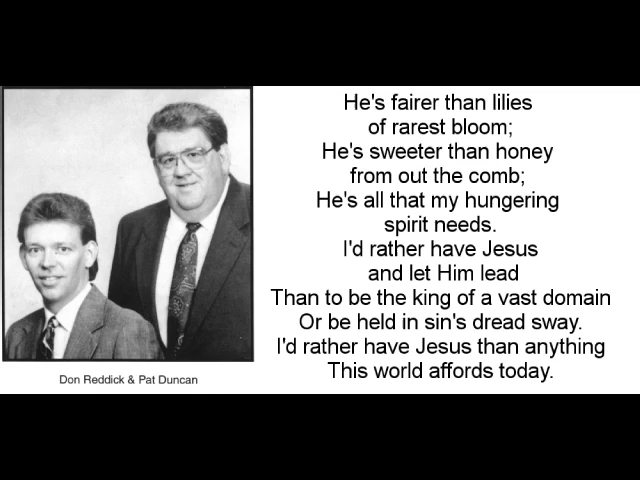 He's fairer than lilies
of rarest bloom;
He's sweeter than honey
from out the comb;
He's all that my hungering
spirit needs.
I'd rather have Jesus
and let Him lead
Than to be the king of a vast domain
Or be held in sin's dread sway.
I'd rather have Jesus than anything
This world affords today.
Don Reddick & Pat Duncan